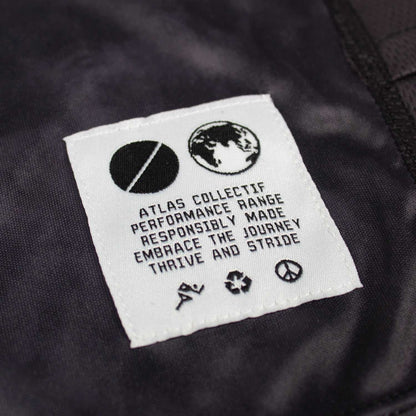 ATLAS COLLECTIF
PERFORMANCE RANGE
RESPONSIBLY MADE
EMBRACE THE JOURNEY
THRIVE AND STRIDE